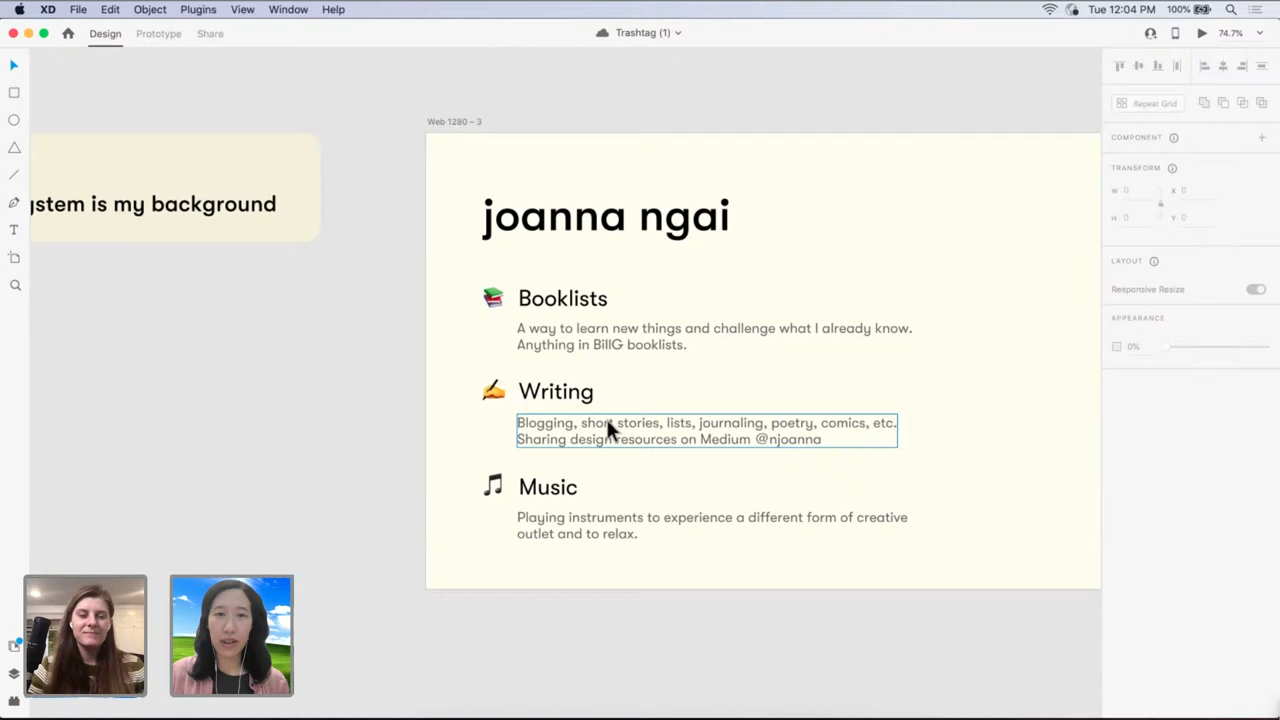 XD File Edit Object Plugins View Window Help Tue 12:04 PM 100%
Design Prototype Share Trashtag (1) 74.7%
Web 1280 – 3
Repeat Grid
COMPONENT
TRANSFORM
W 0 X 0
H 0 Y 0
LAYOUT
Responsive Resize
APPEARANCE
0%
ystem is my background
joanna ngai
Booklists
A way to learn new things and challenge what I already know.
Anything in BillG booklists.
Writing
Blogging, short stories, lists, journaling, poetry, comics, etc.
Sharing design resources on Medium @njoanna
Music
Playing instruments to experience a different form of creative
outlet and to relax.